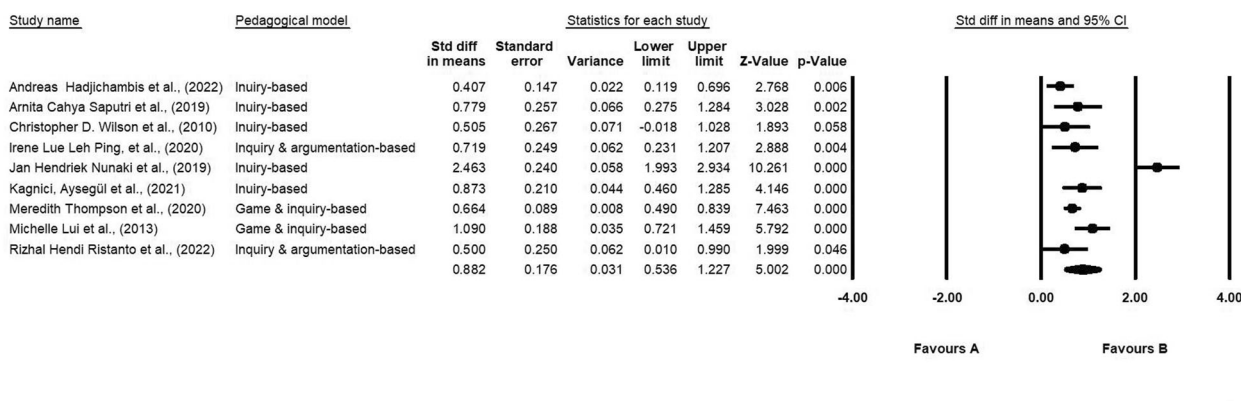 Study name Pedagogical model Statistics for each study Std diff in means and 95% CI
Std diff Standard Lower Upper
in means error Variance limit limit Z-Value p-Value
Andreas Hadjichambis et al., (2022) Inuiry-based 0.407 0.147 0.022 0.119 0.696 2.768 0.006
Arnita Cahya Saputri et al., (2019) Inuiry-based 0.779 0.257 0.066 0.275 1.284 3.028 0.002
Christopher D. Wilson et al., (2010) Inuiry-based 0.505 0.267 0.071 -0.018 1.028 1.893 0.058
Irene Lue Leh Ping, et al., (2020) Inquiry & argumentation-based 0.719 0.249 0.062 0.231 1.207 2.888 0.004
Jan Hendriek Nunaki et al., (2019) Inuiry-based 2.463 0.240 0.058 1.993 2.934 10.261 0.000
Kagnici, Aysegül et al., (2021) Inuiry-based 0.873 0.210 0.044 0.460 1.285 4.146 0.000
Meredith Thompson et al., (2020) Game & inquiry-based 0.664 0.089 0.008 0.490 0.839 7.463 0.000
Michelle Lui et al., (2013) Game & inquiry-based 1.090 0.188 0.035 0.721 1.459 5.792 0.000
Rizhal Hendi Ristanto et al., (2022) Inquiry & argumentation-based 0.500 0.250 0.062 0.010 0.990 1.999 0.046
0.882 0.176 0.031 0.536 1.227 5.002 0.000
-4.00 -2.00 0.00 2.00 4.00
Favours A Favours B